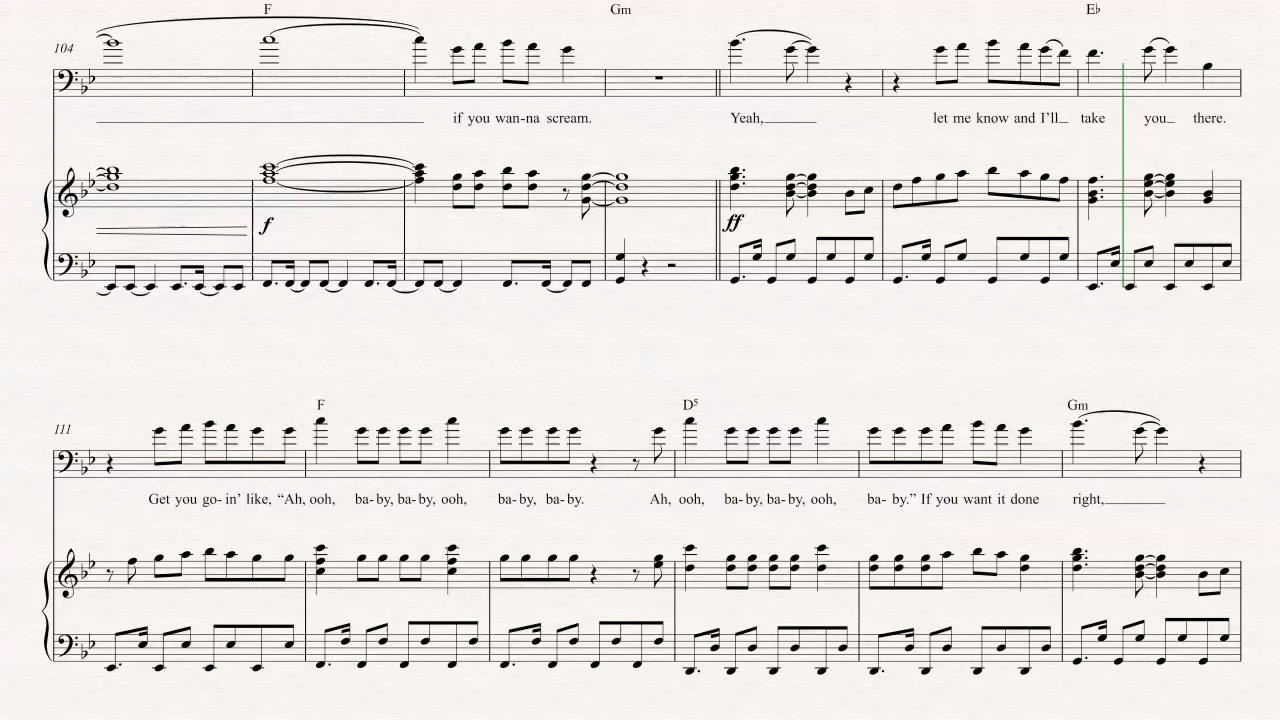 F Gm E♭
104
if you wan-na scream. Yeah, let me know and I'll take you there.
f ff
F D5 Gm
111
Get you go- in' like, “Ah, ooh, ba-by, ba-by, ooh, ba-by, ba-by. Ah, ooh, ba-by, ba-by, ooh, ba- by.” If you want it done right,